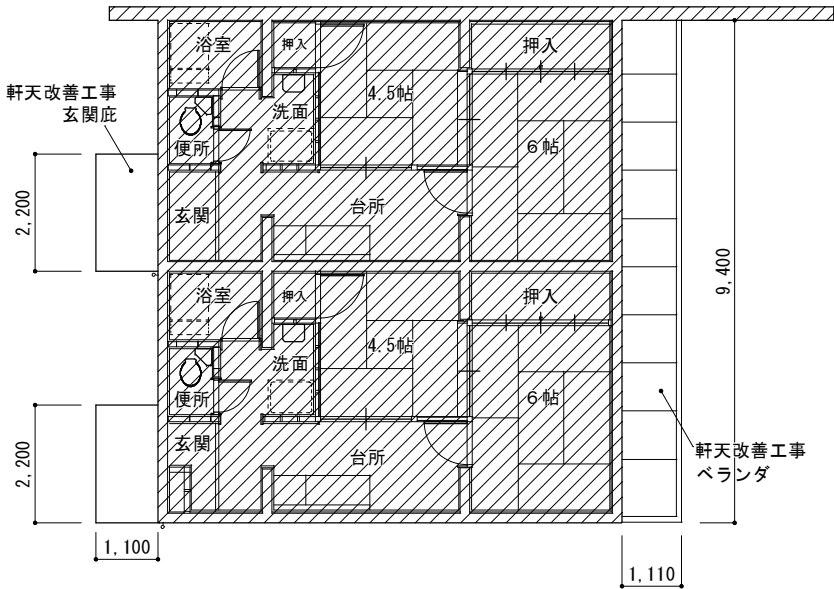 浴室
押入
押入
軒天改善工事
玄関庇
4.5帖
洗面
便所
6帖
2,200
玄関
台所
9,400
浴室
押入
押入
4.5帖
洗面
便所
6帖
玄関
2,200
台所
軒天改善工事
ベランダ
1,100
1,110